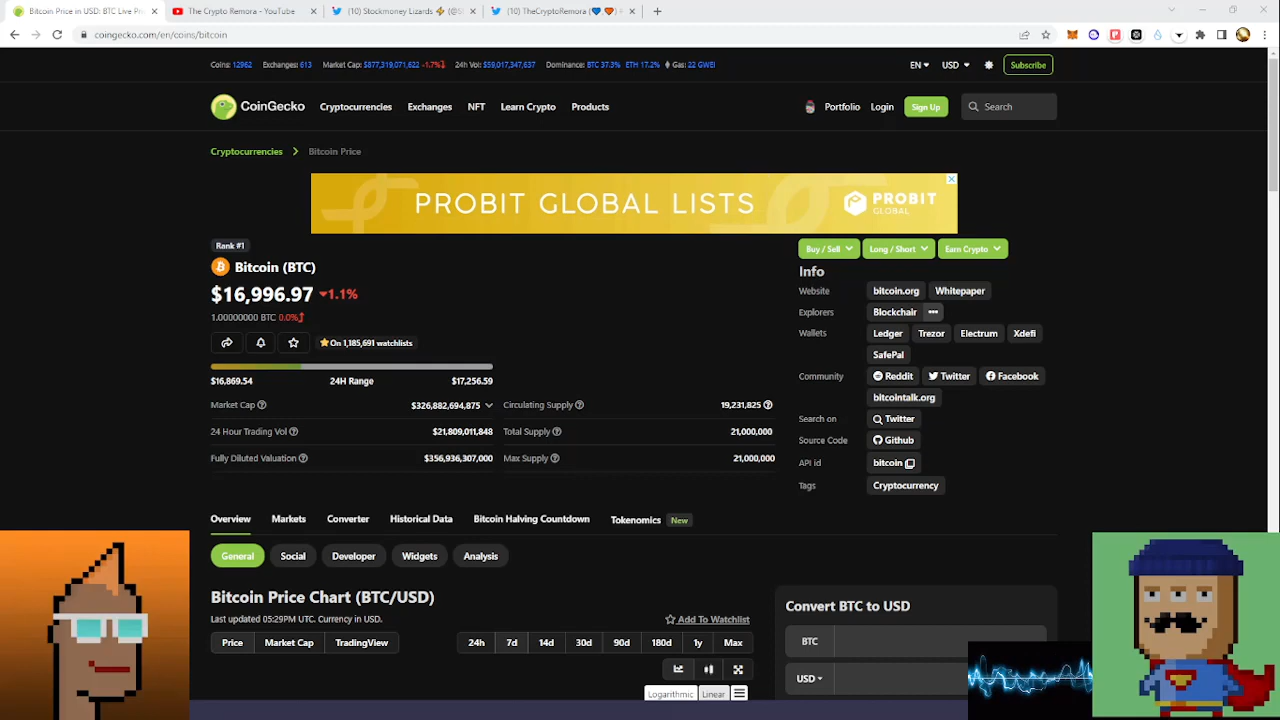 Bitcoin Price in USD: BTC Live Pri
The Crypto Remora - YouTube
(10) Stockmoney Lizards
(10) TheCryptoRemora
coingecko.com/en/coins/bitcoin
Coins: 12962 Exchanges: 613 Market Cap: $877,319,071,622 -1.7% 24h Vol: $59,017,347,637 Dominance: BTC 37.3% ETH 17.2% Gas: 22 GWEI
EN USD Subscribe
CoinGecko Cryptocurrencies Exchanges NFT Learn Crypto Products
Portfolio Login Sign Up Search
Cryptocurrencies > Bitcoin Price
PROBIT GLOBAL LISTS PROBIT GLOBAL
Rank #1
Bitcoin (BTC)
$16,996.97 1.1%
1.00000000 BTC 0.0%
On 1,185,691 watchlists
$16,869.54 24H Range $17,256.59
Market Cap $326,882,694,875
Circulating Supply 19,231,825
24 Hour Trading Vol $21,809,011,848
Total Supply 21,000,000
Fully Diluted Valuation $356,936,307,000
Max Supply 21,000,000
Buy / Sell Long / Short Earn Crypto
Info
Website bitcoin.org Whitepaper
Explorers Blockchair
Wallets Ledger Trezor Electrum Xdefi
SafePal
Community Reddit Twitter Facebook
bitcointalk.org
Search on Twitter
Source Code Github
API id bitcoin
Tags Cryptocurrency
Overview Markets Converter Historical Data Bitcoin Halving Countdown Tokenomics New
General Social Developer Widgets Analysis
Bitcoin Price Chart (BTC/USD)
Last updated 05:29PM UTC. Currency in USD.
Add To Watchlist
Price Market Cap TradingView
24h 7d 14d 30d 90d 180d 1y Max
Logarithmic Linear
Convert BTC to USD
BTC
USD